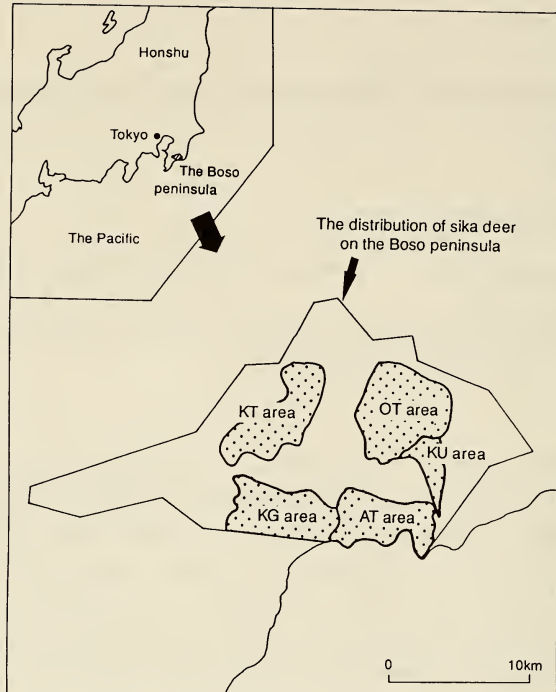 Honshu
Tokyo
The Boso
peninsula
The Pacific
The distribution of sika deer
on the Boso peninsula
KT area
OT area
KU area
KG area
AT area
0 10km